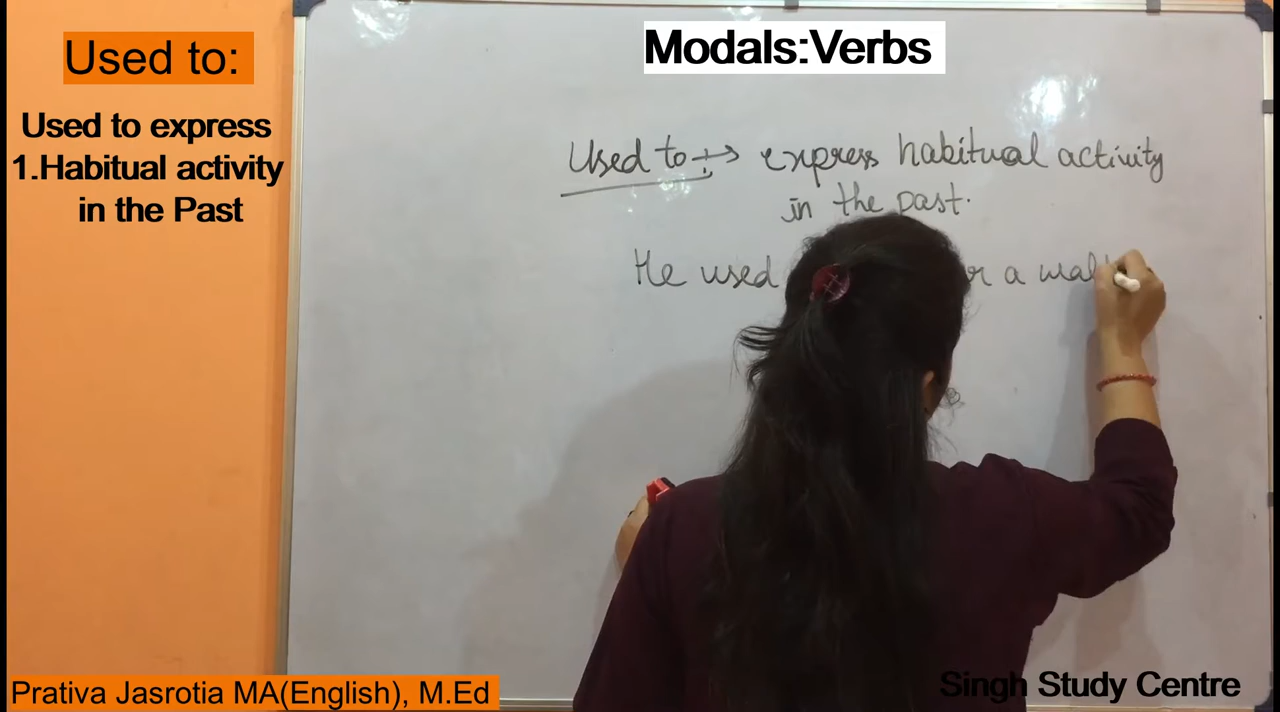 Used to:
Modals:Verbs
Used to express
1.Habitual activity
in the Past
Used to :→ express habitual activity
in the past.
He used a
Prativa Jasrotia MA(English), M.Ed
Singh Study Centre